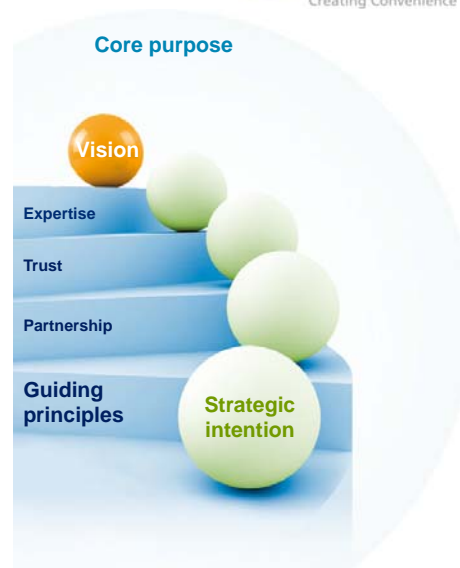 Creating Convenience
Core purpose
Vision
Expertise
Trust
Partnership
Guiding
principles
Strategic
intention